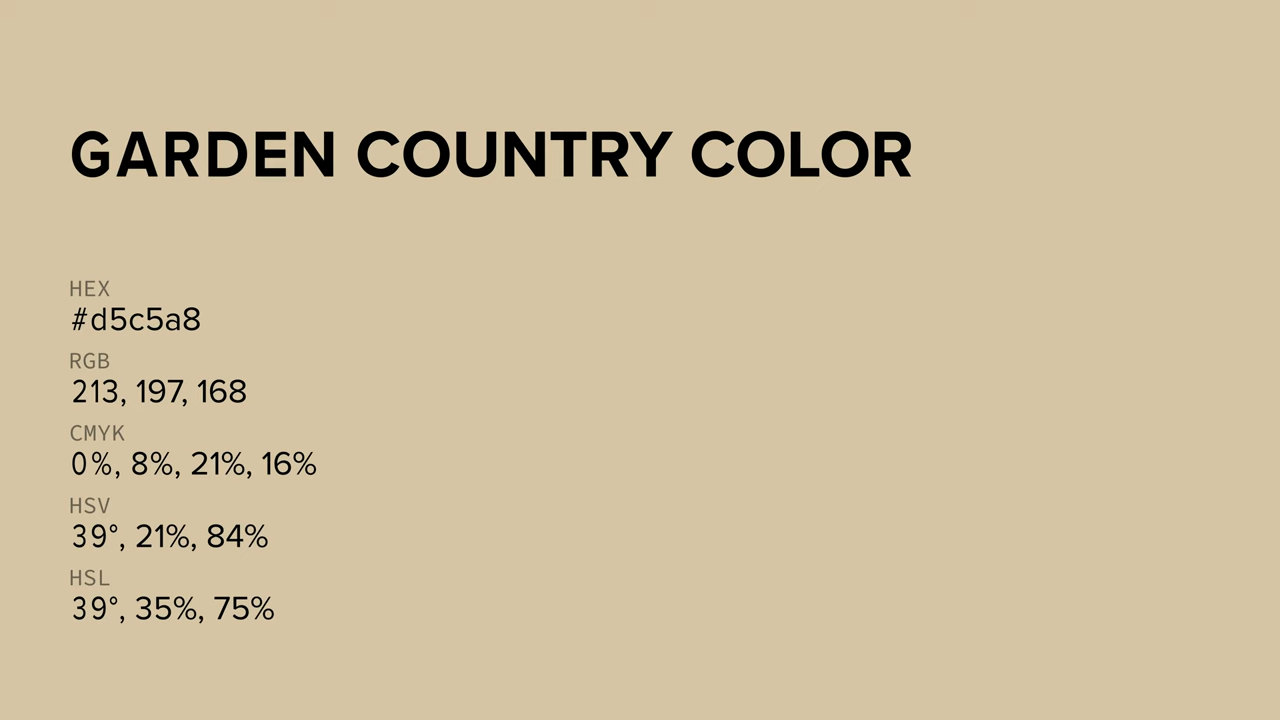 GARDEN COUNTRY COLOR
HEX
#d5c5a8
RGB
213, 197, 168
CMYK
0%, 8%, 21%, 16%
HSV
39°, 21%, 84%
HSL
39°, 35%, 75%